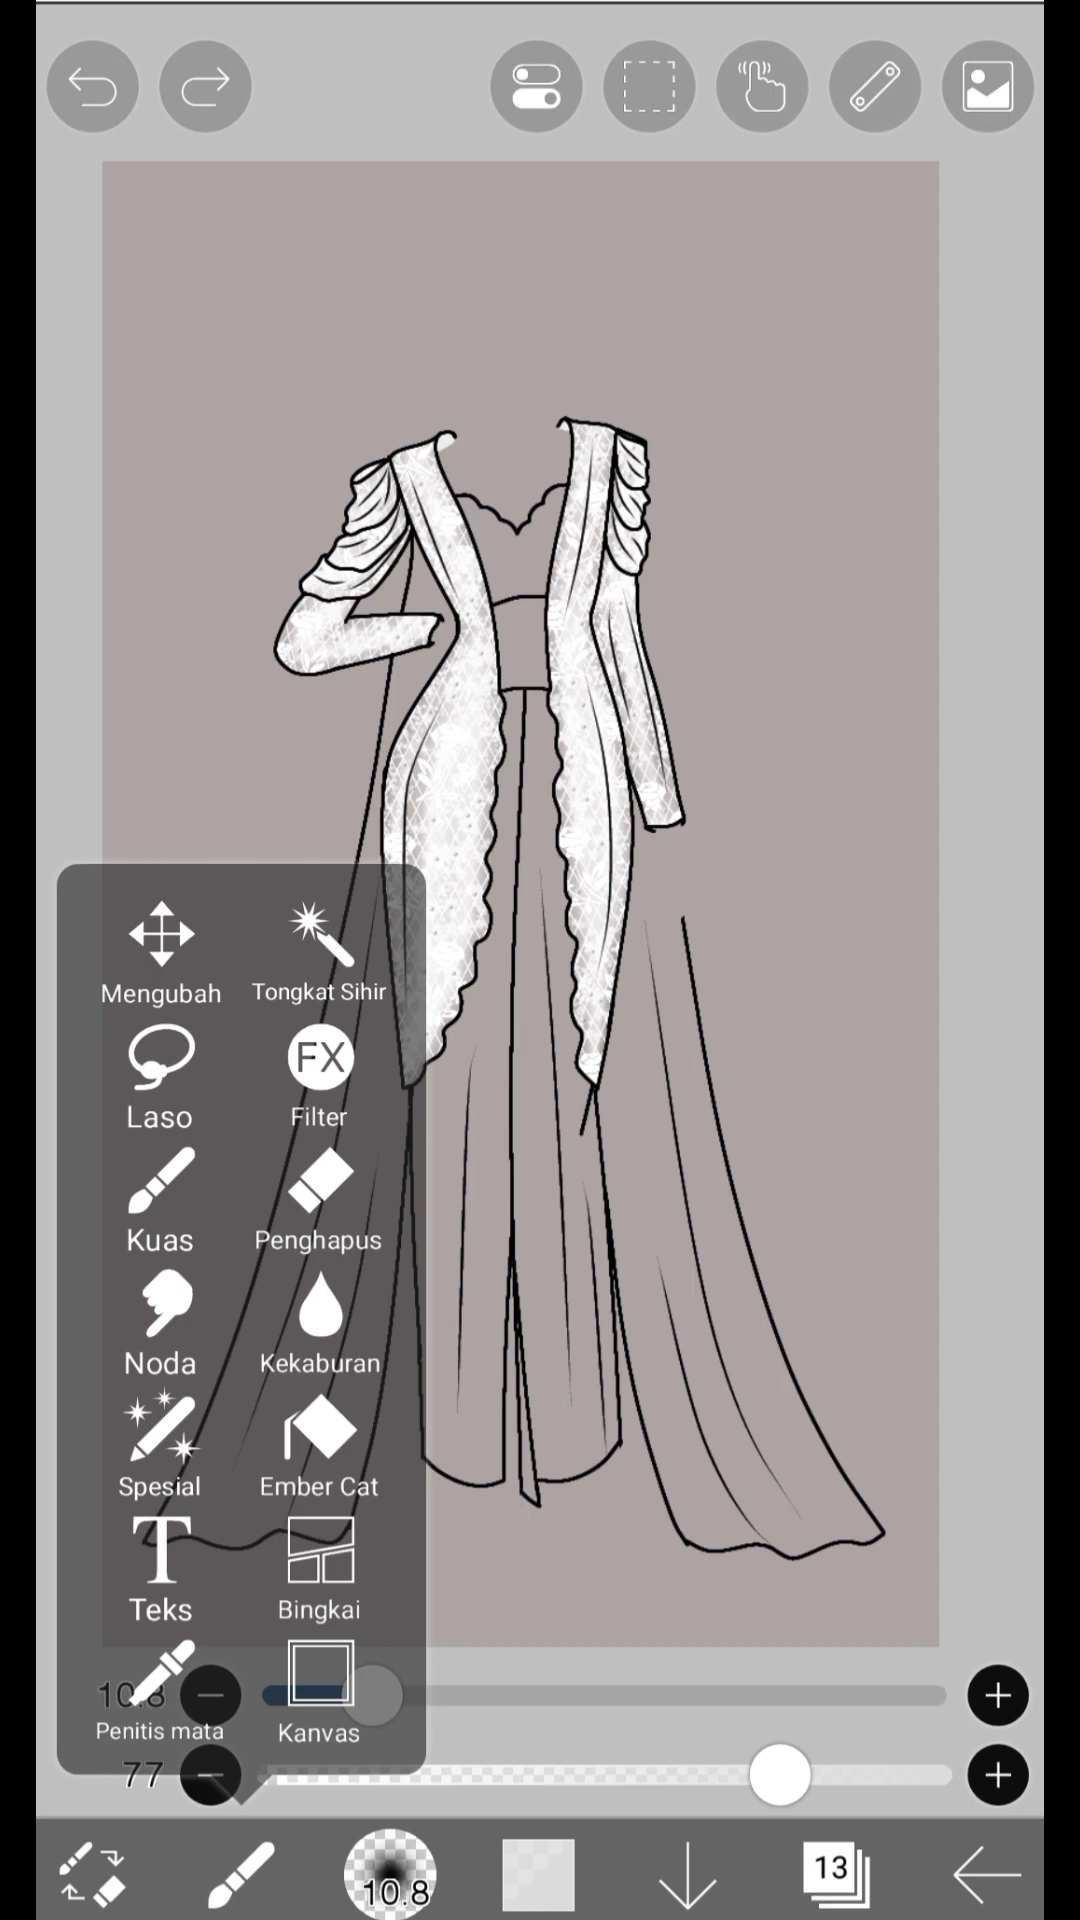 Mengubah
Tongkat Sihir
Laso
FX
Filter
Kuas
Penghapus
Noda
Kekaburan
Spesial
Ember Cat
T
Teks
Bingkai
10.8
Penitis mata
Kanvas
77
10.8
13